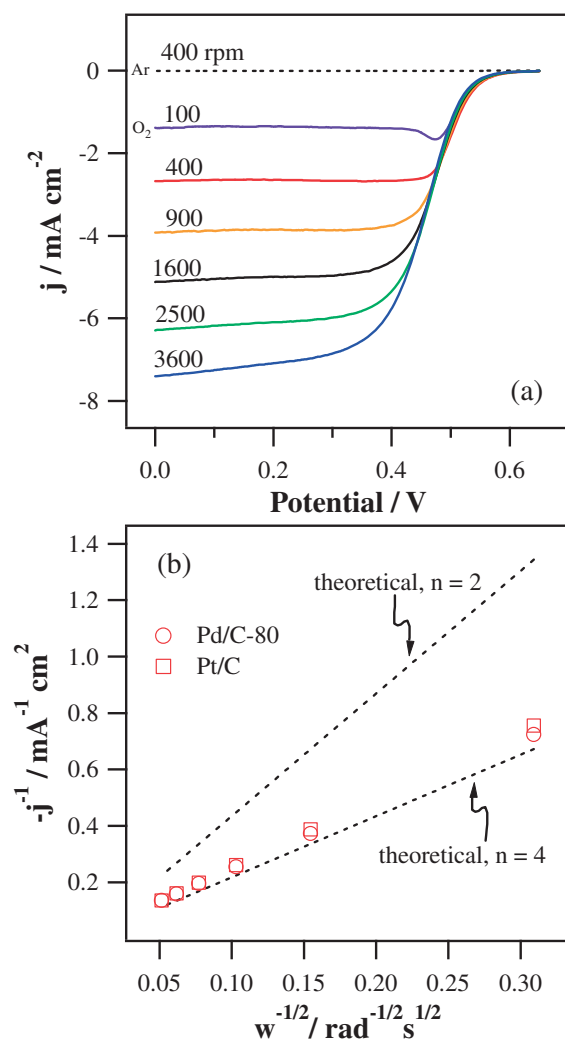 0
-2
-4
-6
-8
j / mA cm⁻²
Ar
400 rpm
O₂
100
400
900
1600
2500
3600
(a)
0.0 0.2 0.4 0.6
Potential / V
1.4
1.2
1.0
0.8
0.6
0.4
0.2
-j⁻¹ / mA⁻¹ cm²
(b)
theoretical, n = 2
Pd/C-80
Pt/C
theoretical, n = 4
0.05 0.10 0.15 0.20 0.25 0.30
w⁻¹/² / rad⁻¹/² s¹/²